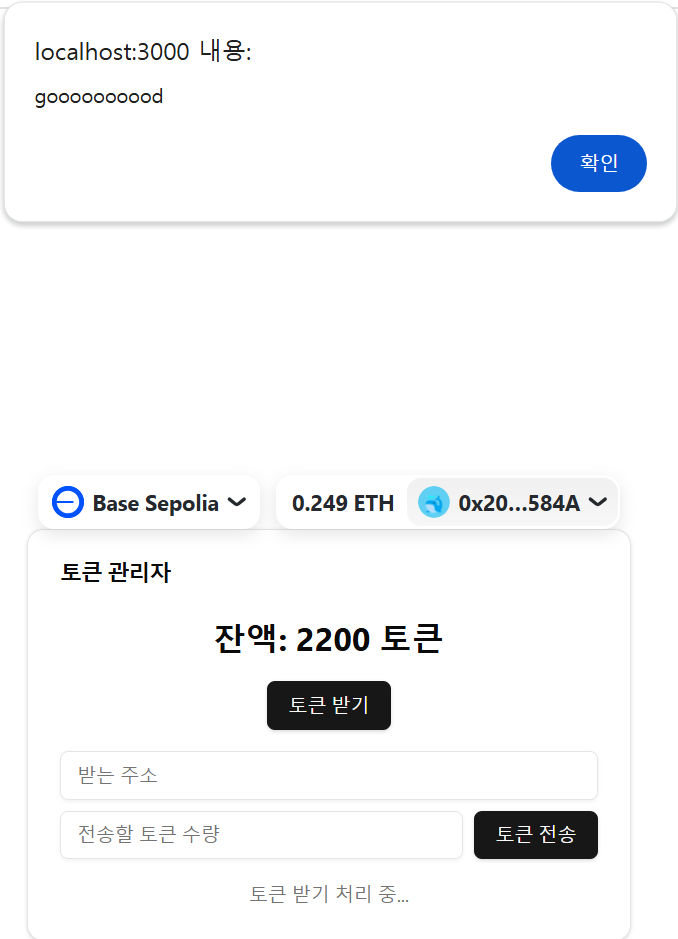 localhost:3000 내용:
goooooooood
확인
Base Sepolia
0.249 ETH
0x20...584A
토큰 관리자
잔액: 2200 토큰
토큰 받기
받는 주소
전송할 토큰 수량
토큰 전송
토큰 받기 처리 중...